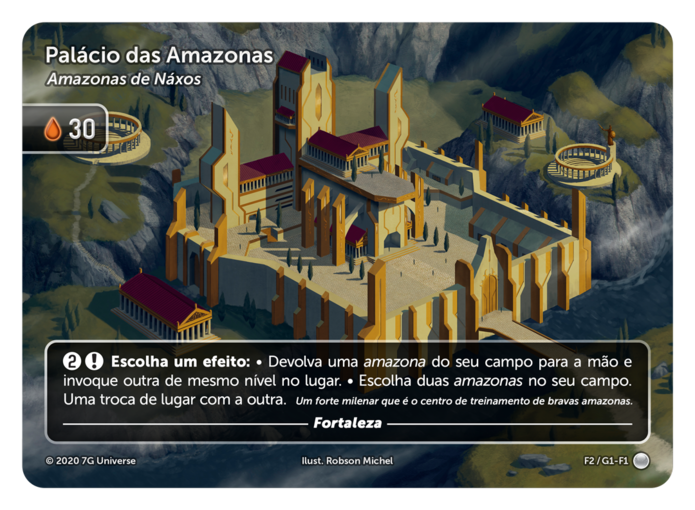 Palácio das Amazonas
Amazonas de Náxos
30
2 ! Escolha um efeito: • Devolva uma amazona do seu campo para a mão e
invoque outra de mesmo nível no lugar. • Escolha duas amazonas no seu campo.
Uma troca de lugar com a outra. Um forte milenar que é o centro de treinamento de bravas amazonas.
Fortaleza
© 2020 7G Universe Ilust. Robson Michel F2/G1-F1